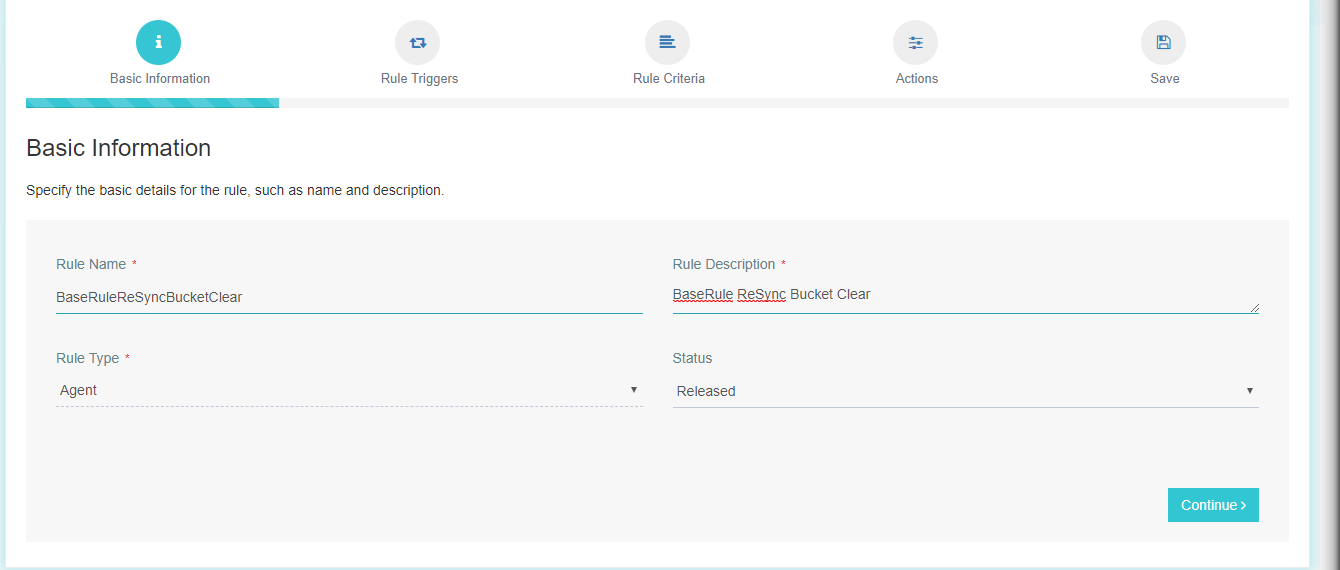 Basic Information
Rule Triggers
Rule Criteria
Actions
Save
Basic Information
Specify the basic details for the rule, such as name and description.
Rule Name *
Rule Description *
BaseRuleReSyncBucketClear
BaseRule ReSync Bucket Clear
Rule Type *
Status
Agent
Released
Continue